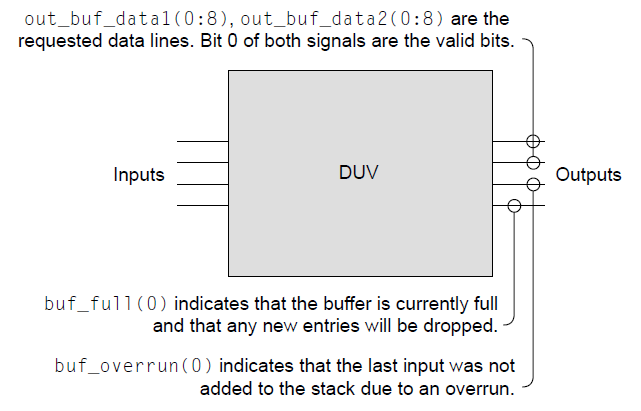 out_buf_data1(0:8), out_buf_data2(0:8) are the
requested data lines. Bit 0 of both signals are the valid bits.
Inputs
DUV
Outputs
buf_full(0) indicates that the buffer is currently full
and that any new entries will be dropped.
buf_overrun(0) indicates that the last input was not
added to the stack due to an overrun.